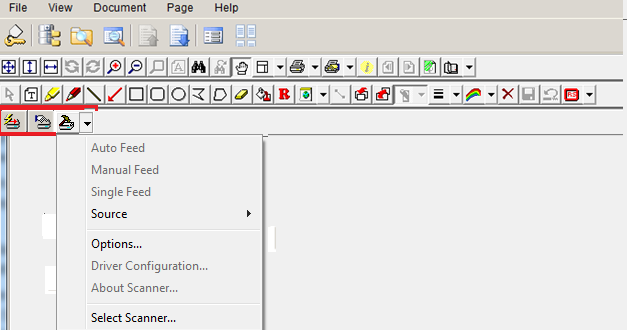 File View Document Page Help
A
T
R
Auto Feed
Manual Feed
Single Feed
Source
Options...
Driver Configuration...
About Scanner...
Select Scanner...